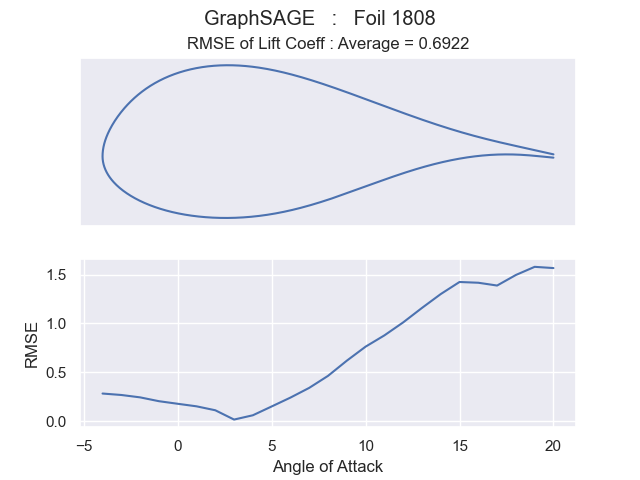 GraphSAGE : Foil 1808
RMSE of Lift Coeff : Average = 0.6922
1.5
1.0
0.5
0.0
RMSE
−5 0 5 10 15 20
Angle of Attack